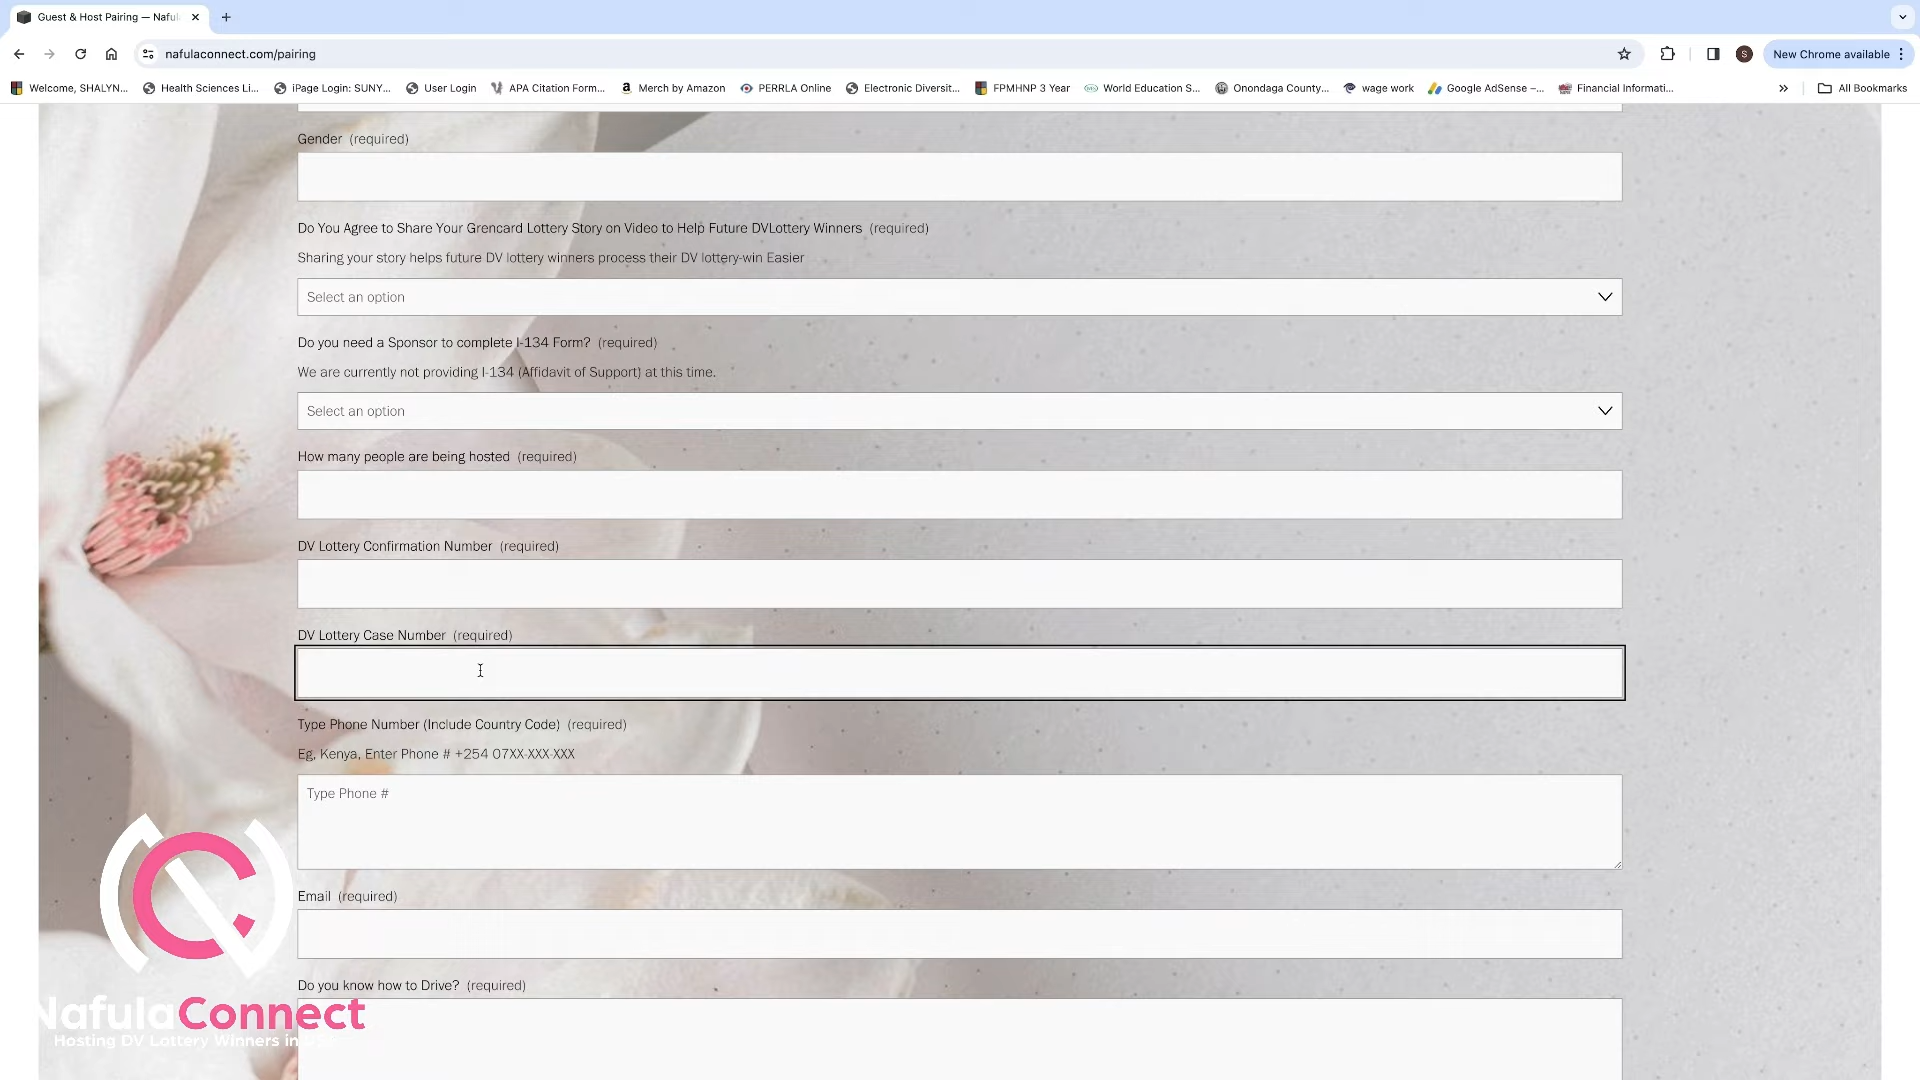 Guest & Host Pairing — Naful
nafulaconnect.com/pairing
S
New Chrome available
Welcome, SHALYN...
Health Sciences Li...
iPage Login: SUNY...
User Login
APA Citation Form...
Merch by Amazon
PERRLA Online
Electronic Diversit...
FPMHNP 3 Year
World Education S...
Onondaga County...
wage work
Google AdSense –...
Financial Informati...
All Bookmarks
Gender (required)
Do You Agree to Share Your Grencard Lottery Story on Video to Help Future DVLottery Winners (required)
Sharing your story helps future DV lottery winners process their DV lottery-win Easier
Select an option
Do you need a Sponsor to complete I-134 Form? (required)
We are currently not providing I-134 (Affidavit of Support) at this time.
Select an option
How many people are being hosted (required)
DV Lottery Confirmation Number (required)
DV Lottery Case Number (required)
Type Phone Number (Include Country Code) (required)
Eg, Kenya, Enter Phone # +254 07XX-XXX-XXX
Type Phone #
Email (required)
Do you know how to Drive? (required)
NafulaConnect
Hosting DV Lottery Winners in